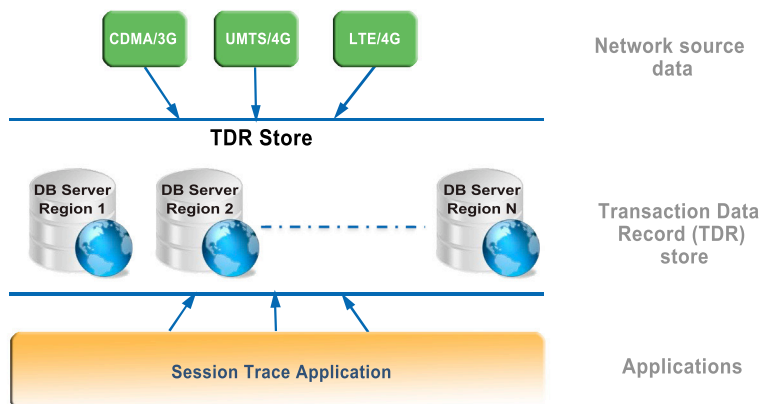 CDMA/3G
UMTS/4G
LTE/4G
Network source
data
TDR Store
DB Server
Region 1
DB Server
Region 2
DB Server
Region N
Transaction Data
Record (TDR)
store
Session Trace Application
Applications